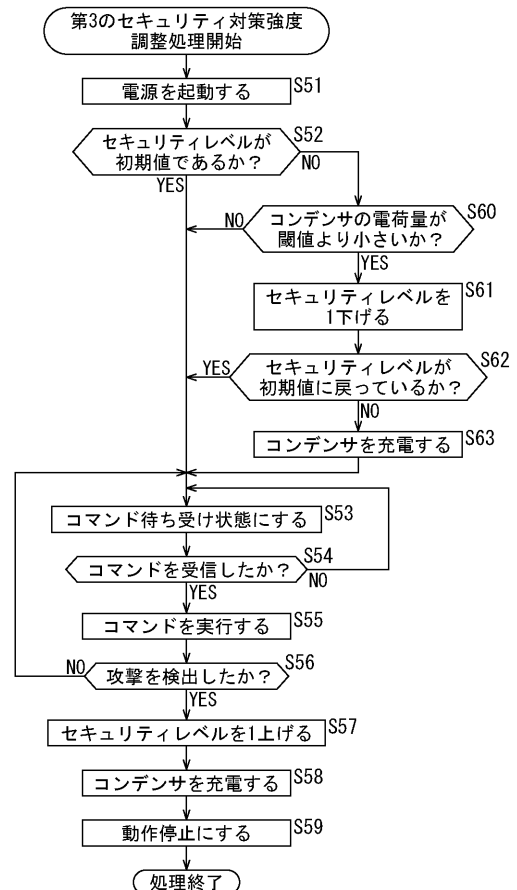 第3のセキュリティ対策強度
調整処理開始
電源を起動する
S51
セキュリティレベルが
初期値であるか？
S52
NO
YES
コンデンサの電荷量が
閾値より小さいか？
S60
NO
YES
セキュリティレベルを
1下げる
S61
セキュリティレベルが
初期値に戻っているか？
S62
YES
NO
コンデンサを充電する
S63
コマンド待ち受け状態にする
S53
コマンドを受信したか？
S54
NO
YES
コマンドを実行する
S55
攻撃を検出したか？
S56
NO
YES
セキュリティレベルを1上げる
S57
コンデンサを充電する
S58
動作停止にする
S59
処理終了